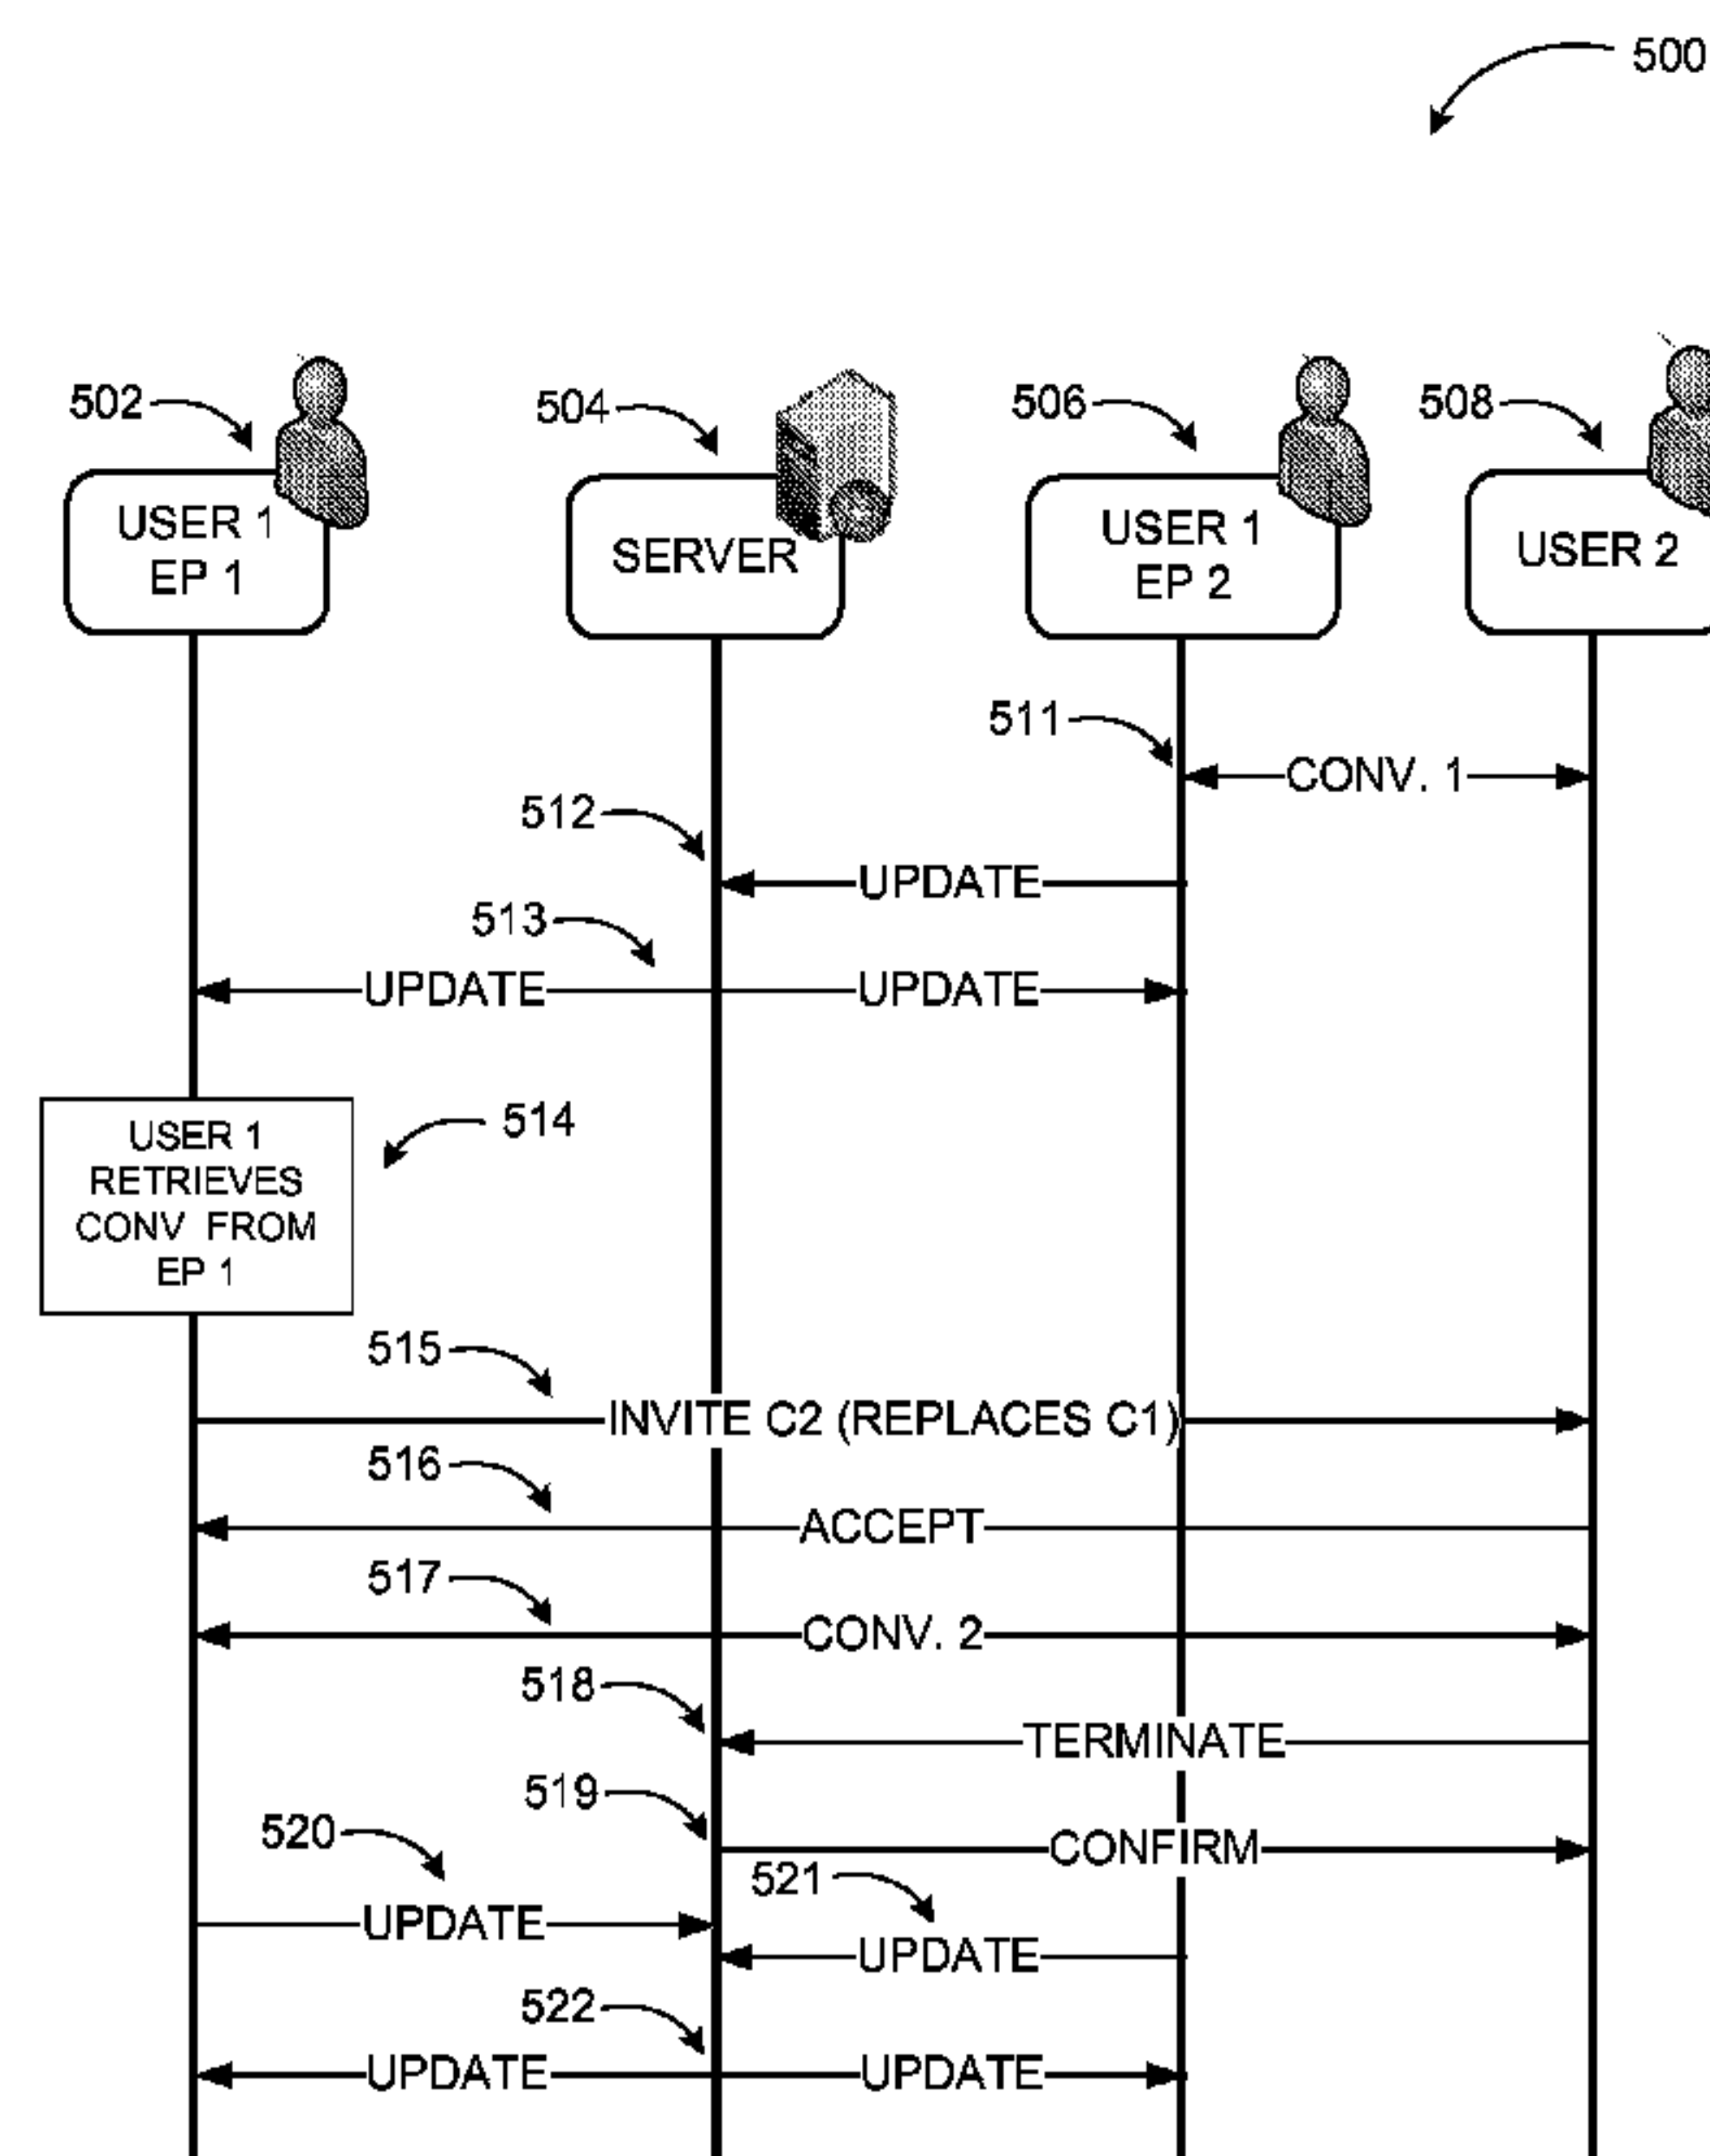 500
502
504
506
508
USER 1
EP 1
SERVER
USER 1
EP 2
USER 2
511
CONV. 1
512
UPDATE
513
UPDATE
UPDATE
514
USER 1
RETRIEVES
CONV FROM
EP 1
515
INVITE C2 (REPLACES C1)
516
ACCEPT
517
CONV. 2
518
TERMINATE
519
CONFIRM
520
521
UPDATE
UPDATE
522
UPDATE
UPDATE